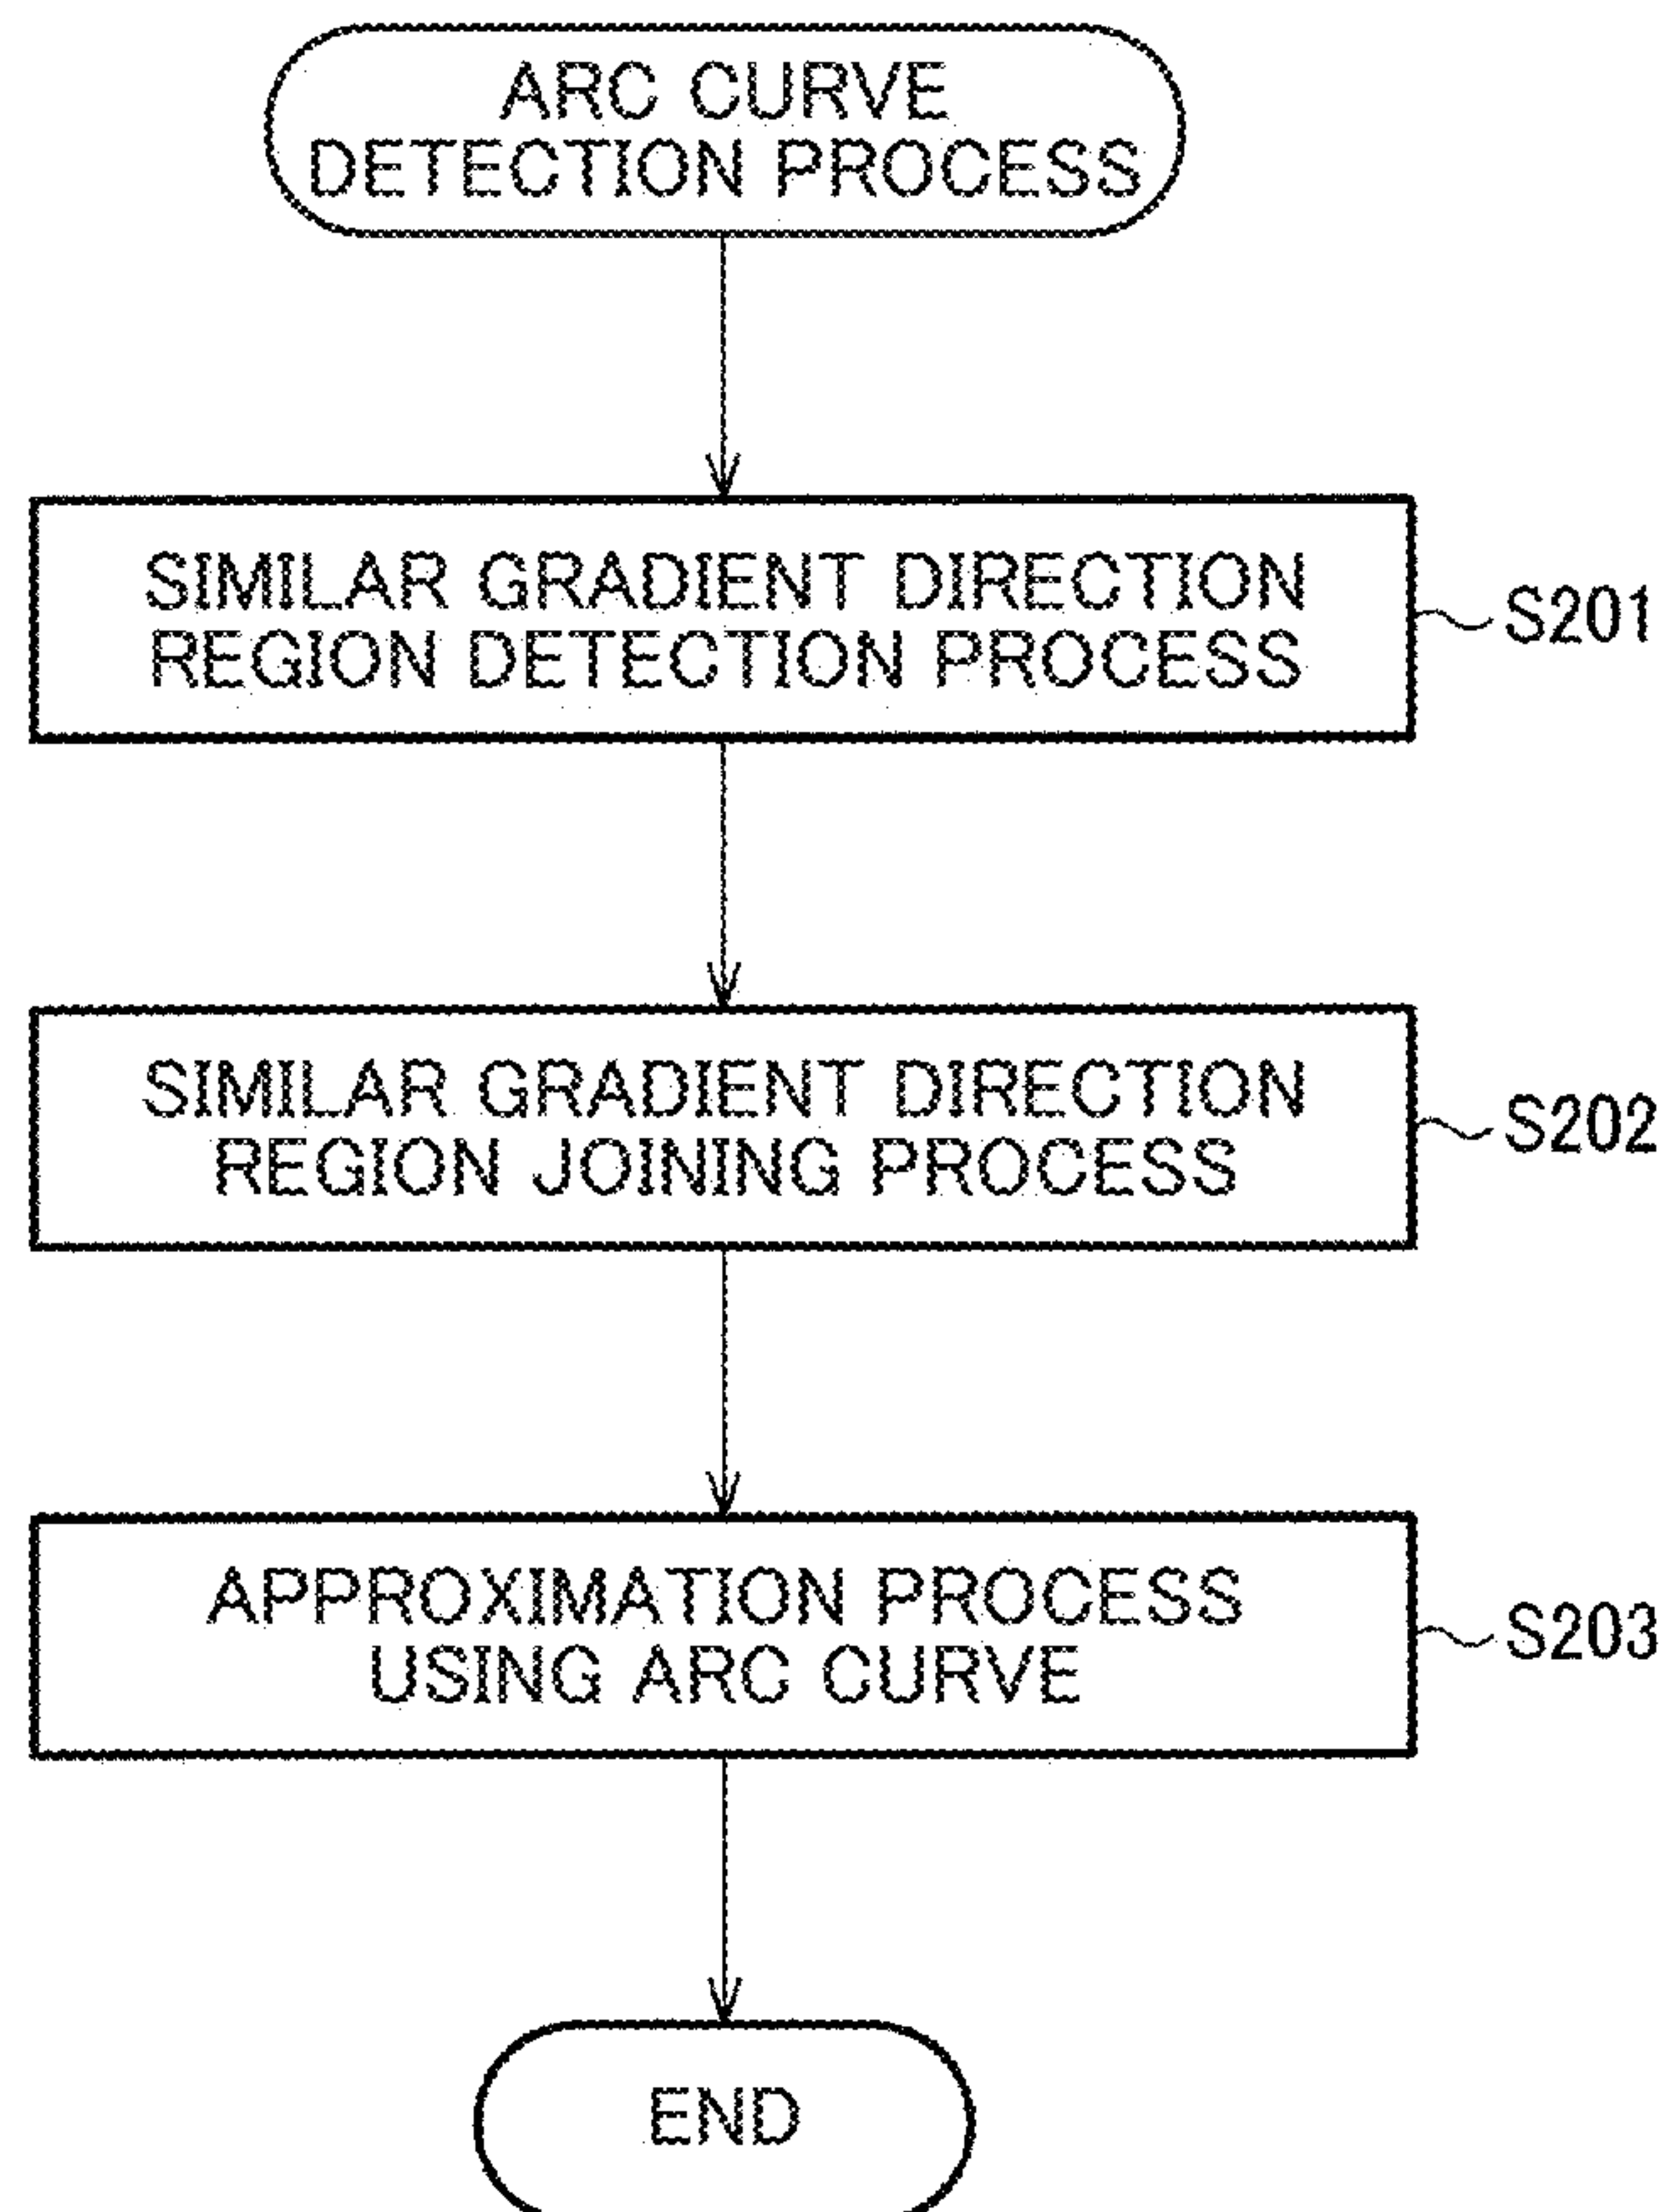 ARC CURVE
DETECTION PROCESS
SIMILAR GRADIENT DIRECTION
REGION DETECTION PROCESS
S201
SIMILAR GRADIENT DIRECTION
REGION JOINING PROCESS
S202
APPROXIMATION PROCESS
USING ARC CURVE
S203
END